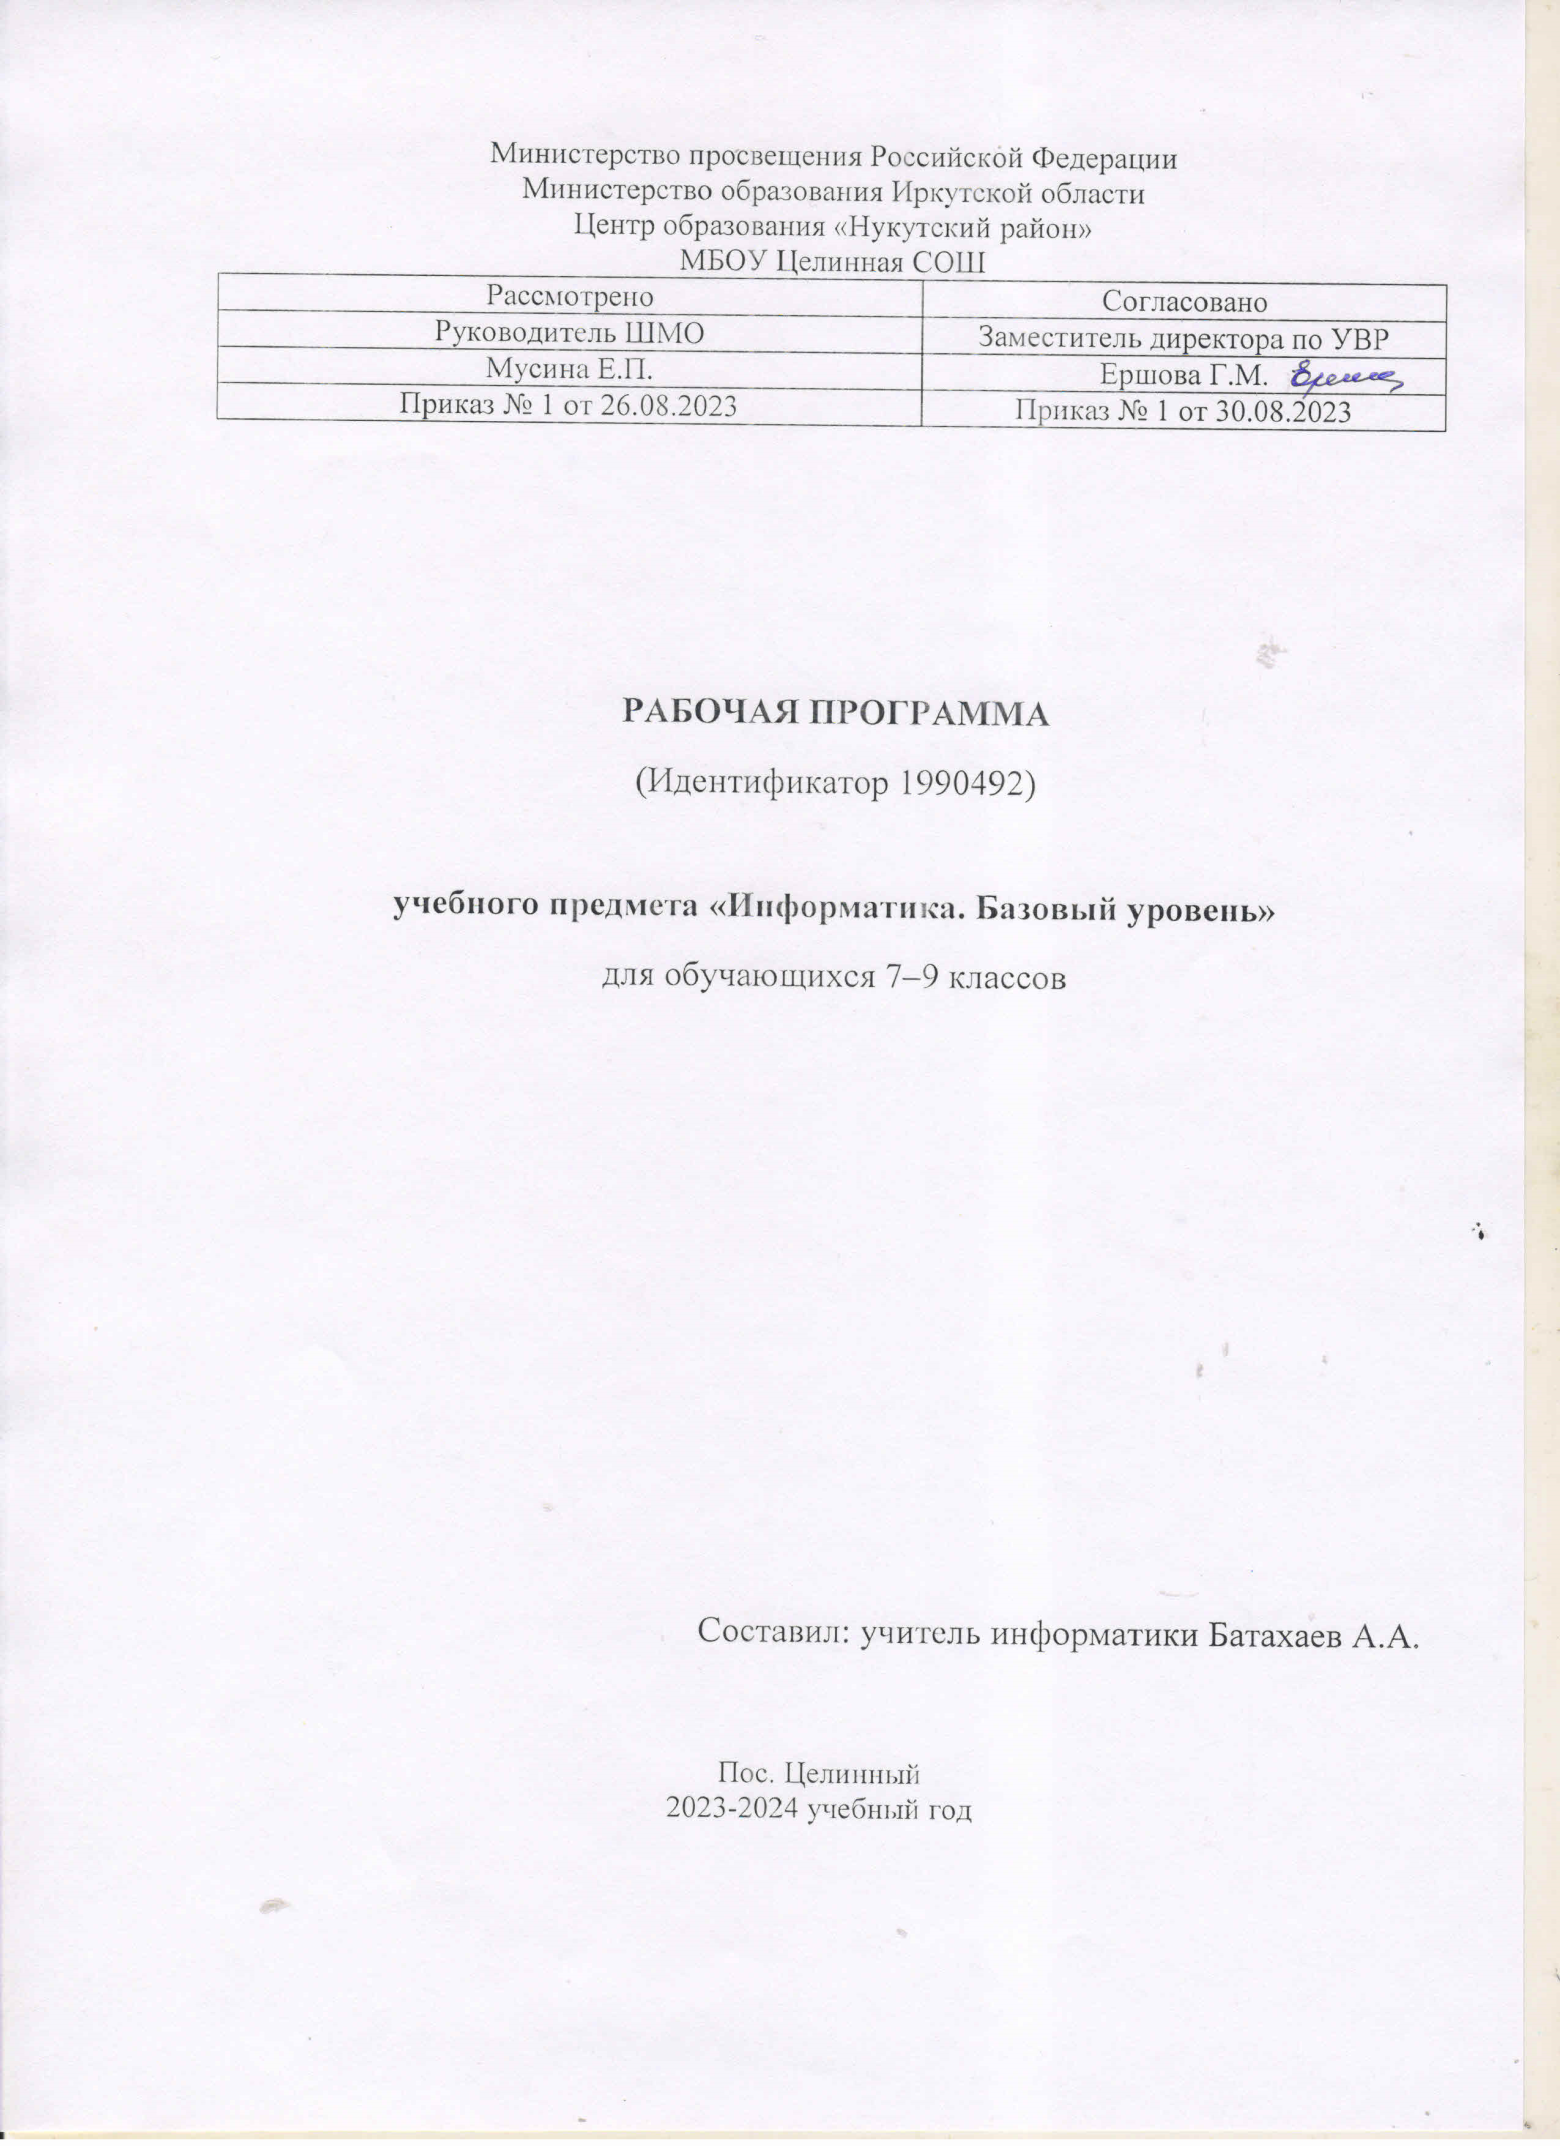 Министерство просвещения Российской Федерации
Министерство образования Иркутской области
Центр образования «Нукутский район»
МБОУ Целинная СОШ
Рассмотрено Согласовано
Руководитель ШМО Заместитель директора по УВР
Мусина Е.П. Ершова Г.М.
Приказ № 1 от 26.08.2023 Приказ № 1 от 30.08.2023
РАБОЧАЯ ПРОГРАММА
(Идентификатор 1990492)
учебного предмета «Информатика. Базовый уровень»
для обучающихся 7–9 классов
Составил: учитель информатики Батахаев А.А.
Пос. Целинный
2023-2024 учебный год